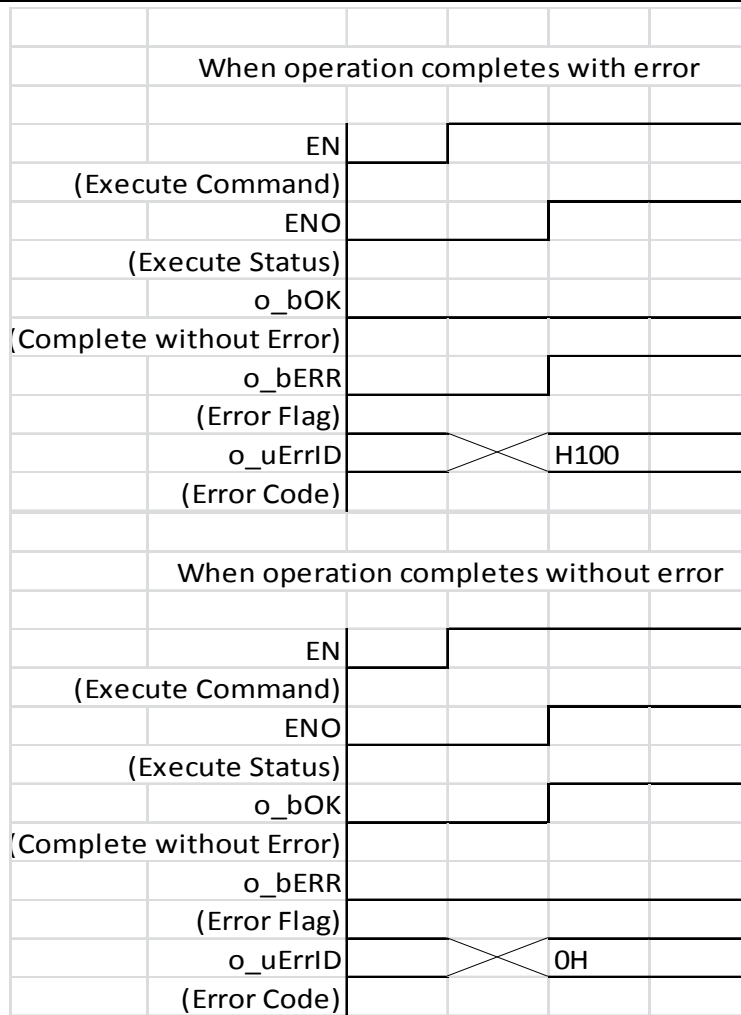 When operation completes with error
EN
(Execute Command)
ENO
(Execute Status)
o_bOK
(Complete without Error)
o_bERR
(Error Flag)
o_uErrID
H100
(Error Code)
When operation completes without error
EN
(Execute Command)
ENO
(Execute Status)
o_bOK
(Complete without Error)
o_bERR
(Error Flag)
o_uErrID
0H
(Error Code)